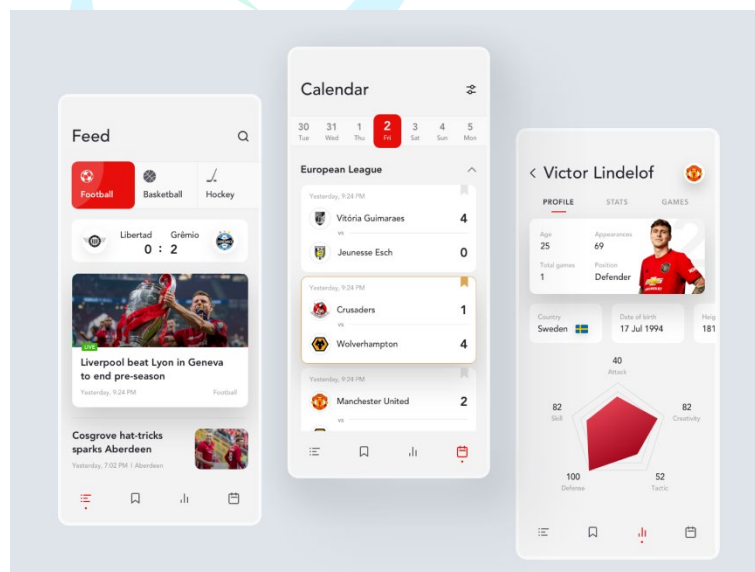 Feed
Football
Basketball
Hockey
Libertad Grêmio
0 : 2
LIVE
Liverpool beat Lyon in Geneva
to end pre-season
Yesterday, 9:24 PM Football
Cosgrove hat-tricks
sparks Aberdeen
Yesterday, 7:02 PM | Aberdeen
Calendar
30 31 1 2 3 4 5
Tue Wed Thu Fri Sat Sun Mon
European League
Yesterday, 9:24 PM
Vitória Guimaraes 4
vs
Jeunesse Esch 0
Yesterday, 9:24 PM
Crusaders 1
vs
Wolverhampton 4
Yesterday, 9:24 PM
Manchester United 2
vs
Victor Lindelof
PROFILE STATS GAMES
Age Appearances
25 69
Total games Position
1 Defender
Country Date of birth Heig
Sweden 17 Jul 1994 181
40
Attack
82 82
Skill Creativity
100 52
Defense Tactic